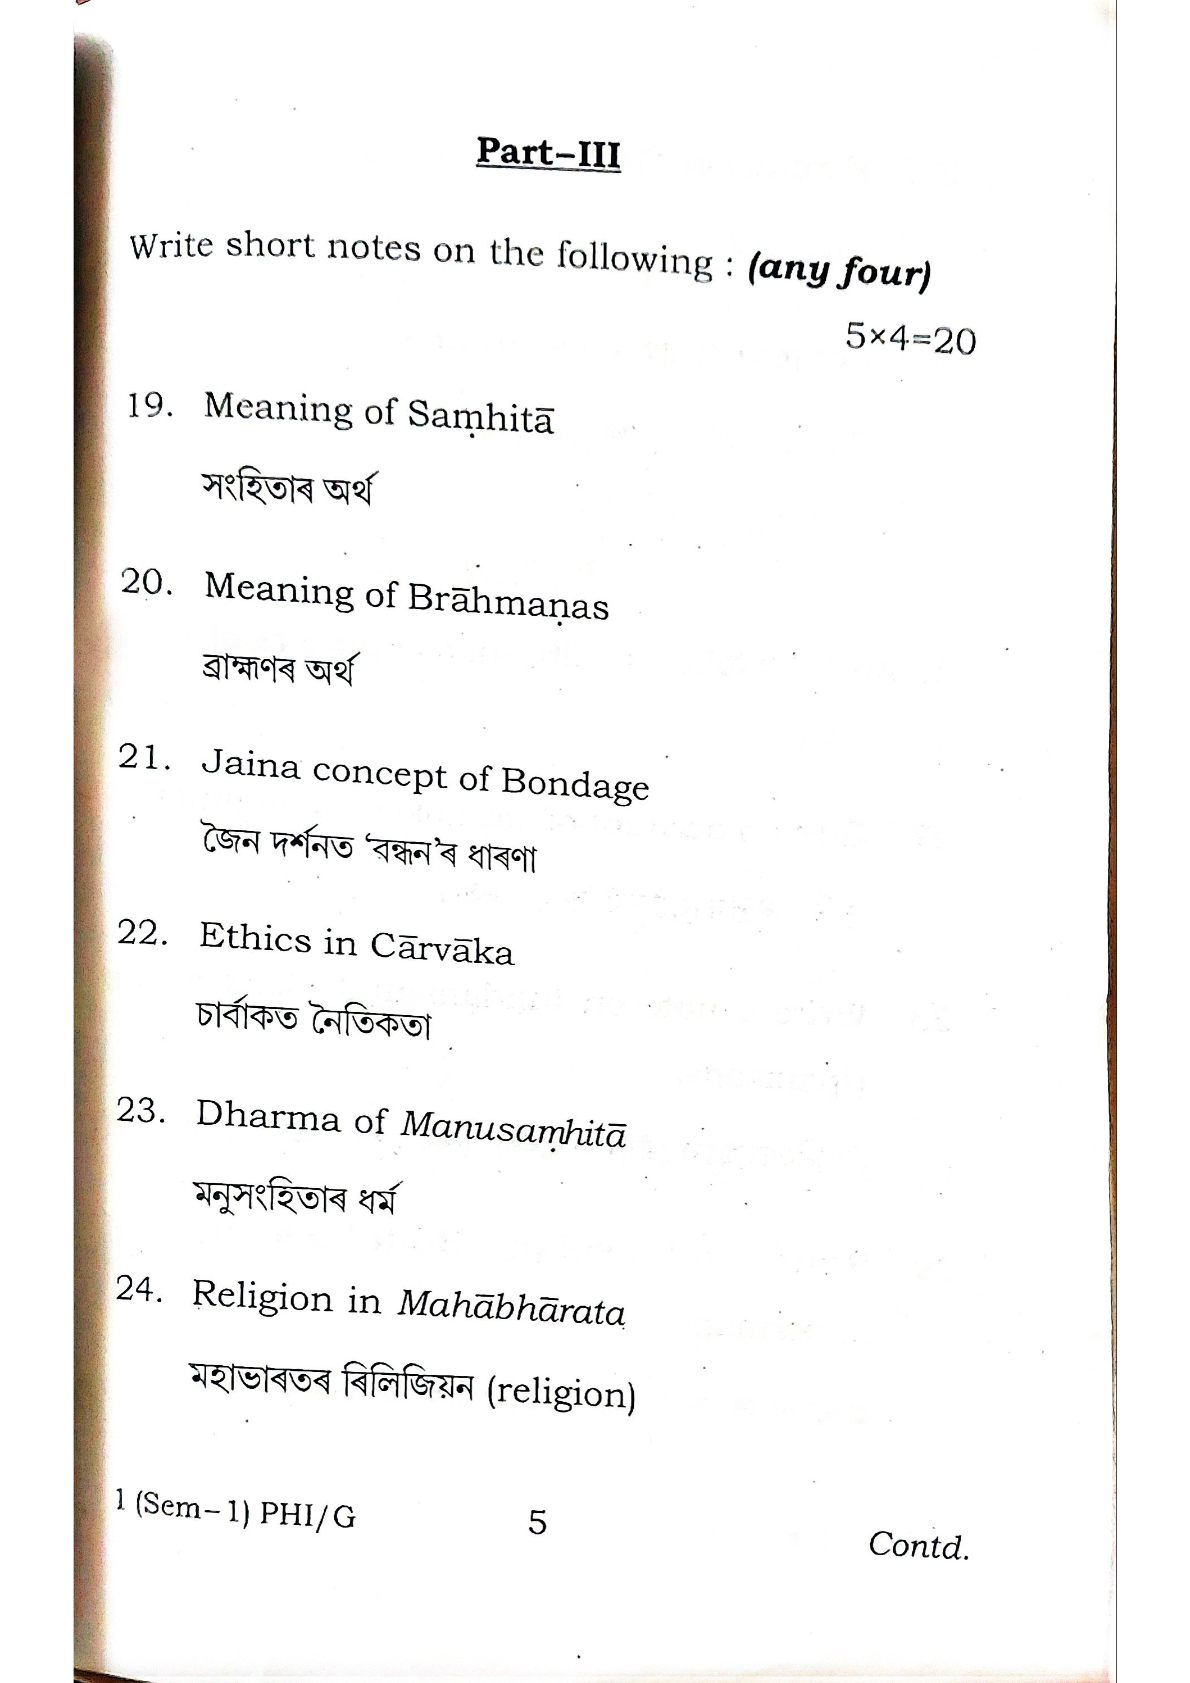 Part–III
Write short notes on the following : (any four)
5×4=20
19. Meaning of Saṃhitā
সংহিতাৰ অৰ্থ
20. Meaning of Brāhmaṇas
ব্ৰাহ্মণৰ অৰ্থ
21. Jaina concept of Bondage
জৈন দৰ্শনত ‘বন্ধন’ৰ ধাৰণা
22. Ethics in Cārvāka
চাৰ্বাকত নৈতিকতা
23. Dharma of Manusaṃhitā
মনুসংহিতাৰ ধৰ্ম
24. Religion in Mahābhārata
মহাভাৰতৰ ৰিলিজিয়ন (religion)
1 (Sem–1) PHI/G 5 Contd.